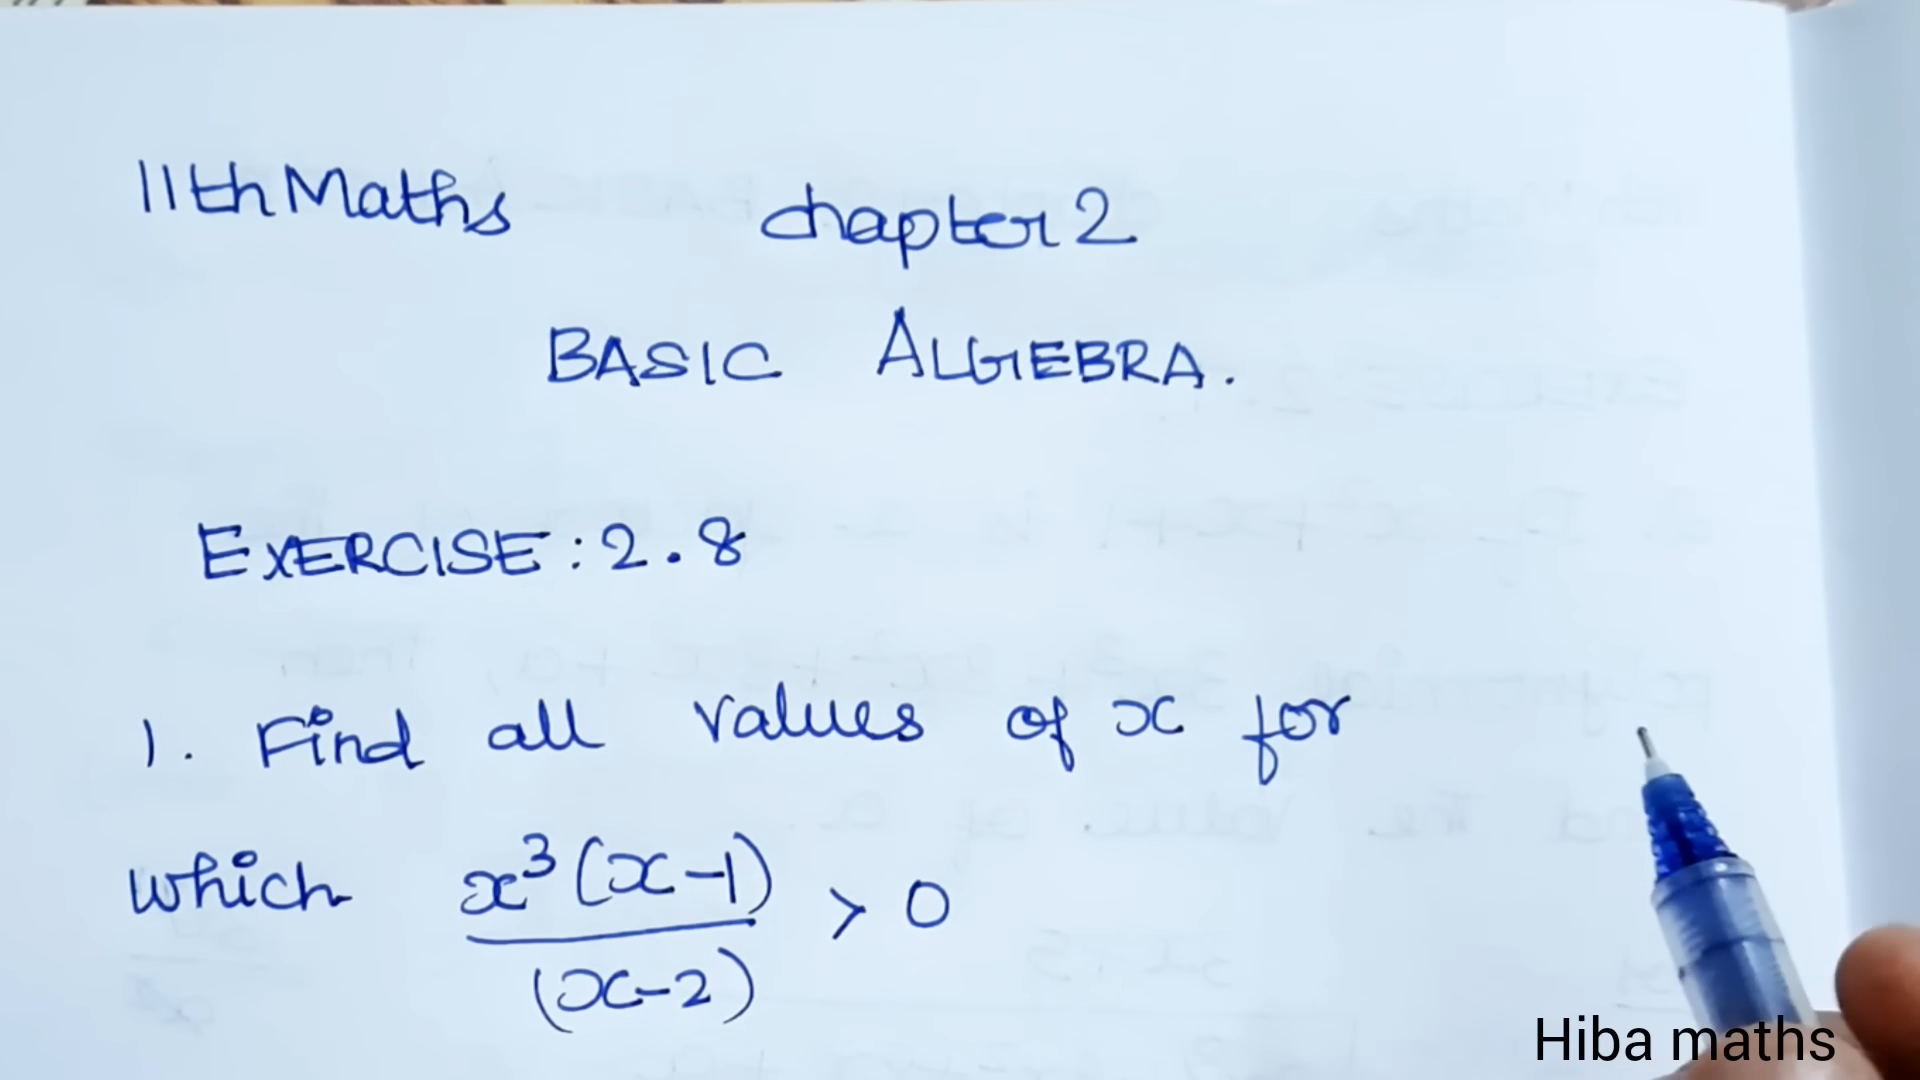 11th Maths chapter 2
BASIC ALGEBRA.
EXERCISE: 2.8
1. Find all values of x for
which x³(x-1)/(x-2) > 0
Hiba maths